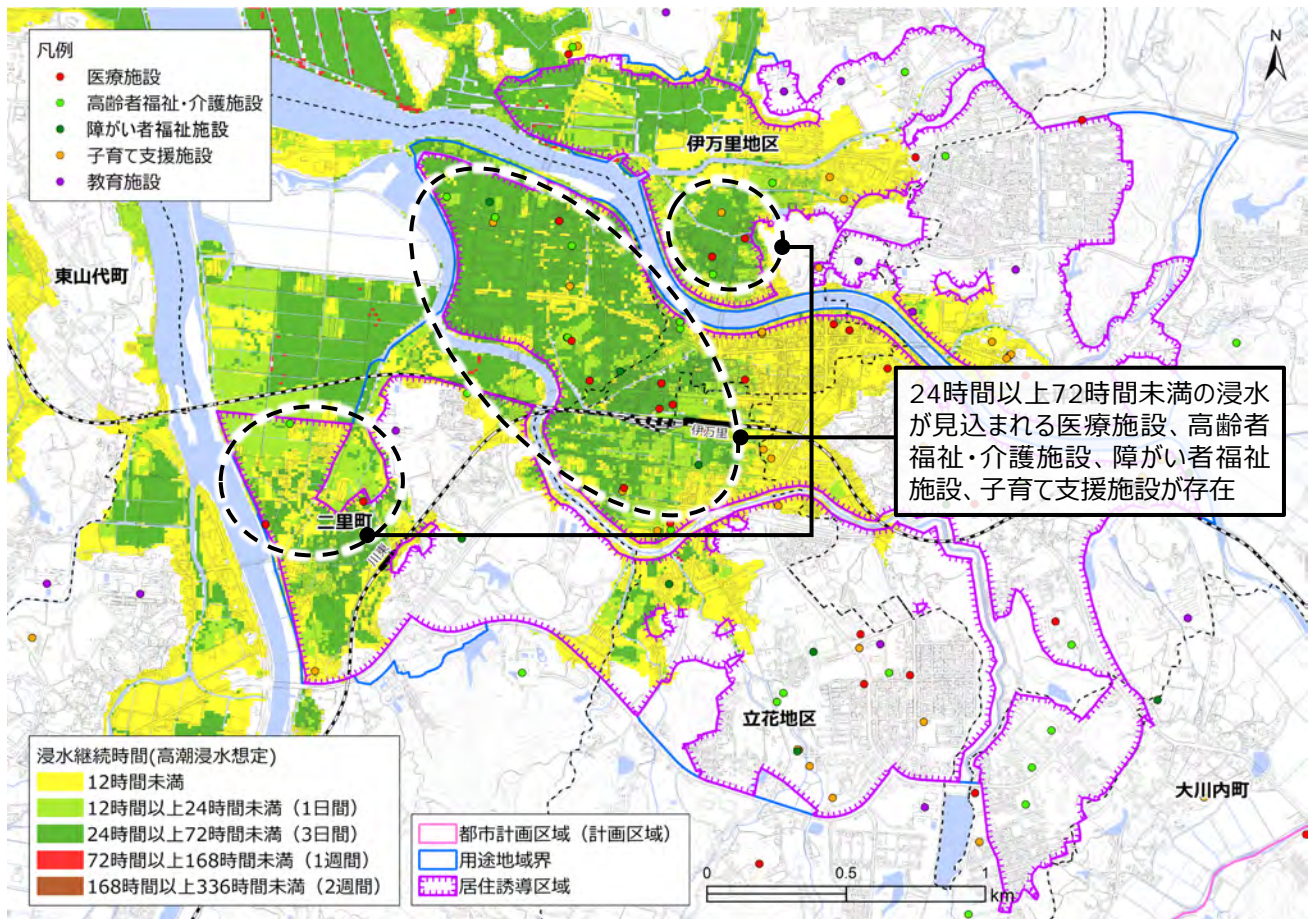 凡例
医療施設
高齢者福祉・介護施設
障がい者福祉施設
子育て支援施設
教育施設
N
伊万里地区
東山代町
24時間以上72時間未満の浸水
が見込まれる医療施設、高齢者
福祉・介護施設、障がい者福祉
施設、子育て支援施設が存在
伊万里
二里町
川東
立花地区
大川内町
浸水継続時間(高潮浸水想定)
12時間未満
12時間以上24時間未満（1日間）
24時間以上72時間未満（3日間）
72時間以上168時間未満（1週間）
168時間以上336時間未満（2週間）
都市計画区域（計画区域）
用途地域界
居住誘導区域
0 0.5 1
km